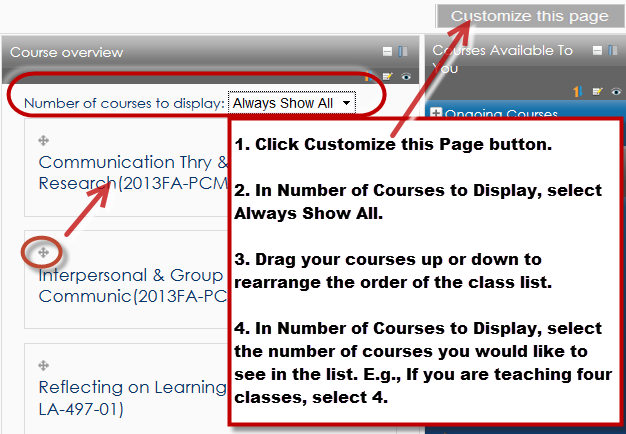 Customize this page
Course overview
Courses Available To
You
Number of courses to display: Always Show All
Ongoing Courses
Communication Thry &
Research(2013FA-PCM
Interpersonal & Group
Communic(2013FA-PC
Reflecting on Learning
LA-497-01)
1. Click Customize this Page button.
2. In Number of Courses to Display, select
Always Show All.
3. Drag your courses up or down to
rearrange the order of the class list.
4. In Number of Courses to Display, select
the number of courses you would like to
see in the list. E.g., If you are teaching four
classes, select 4.